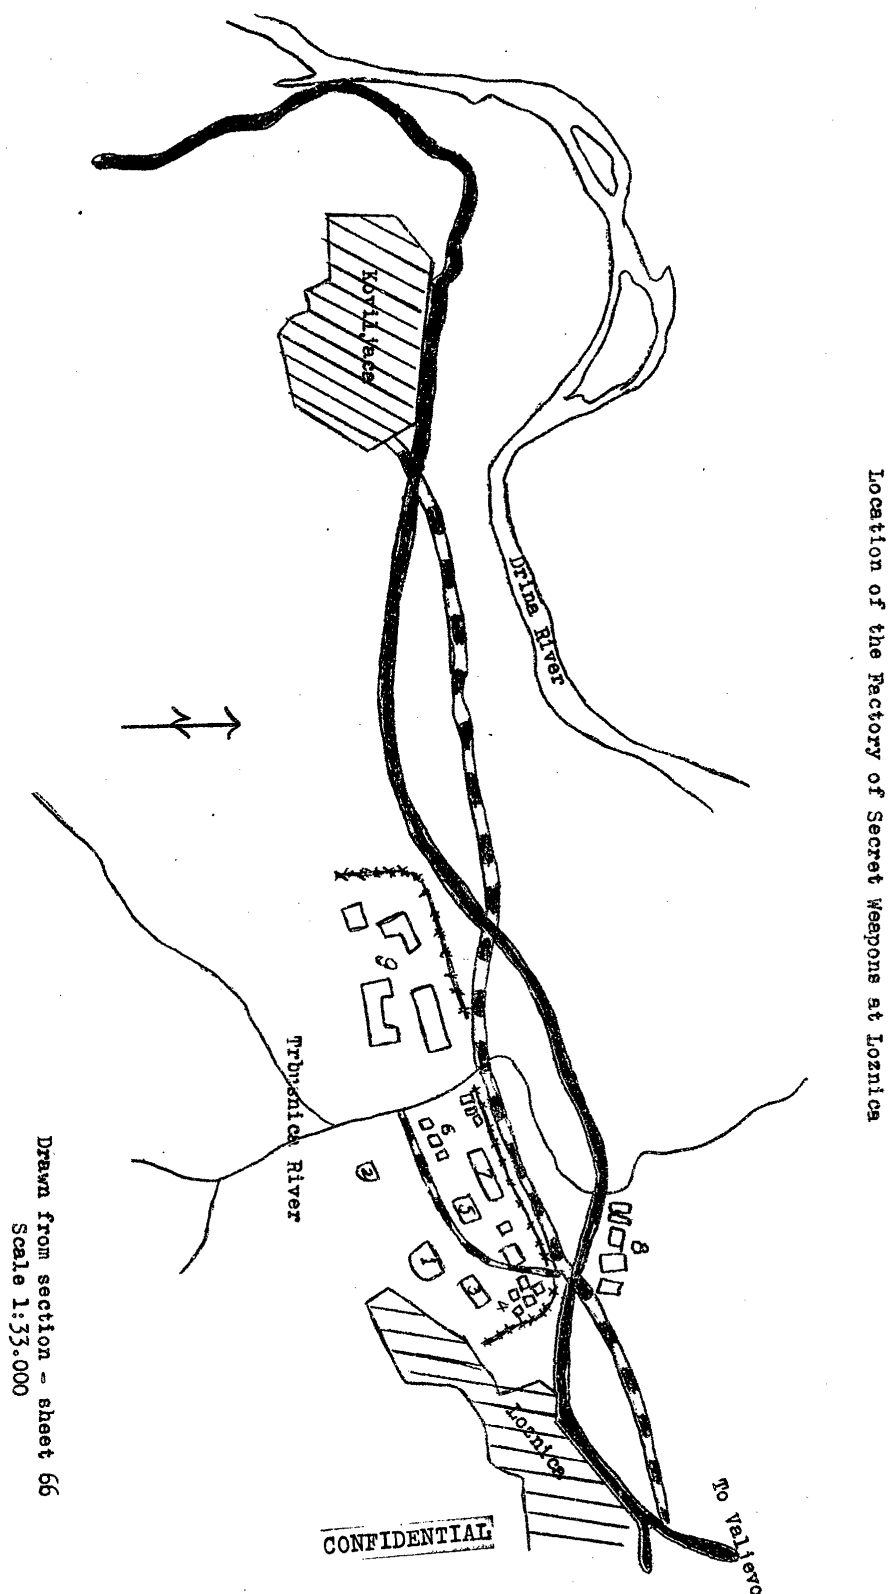 Location of the Factory of Secret Weapons at Loznica
Koviljaca
Drina River
9
Trbusnica River
6
7
2
5
8
1
3
4
Loznica
To Valjevo
Drawn from section - sheet 66
Scale 1:33.000
CONFIDENTIAL